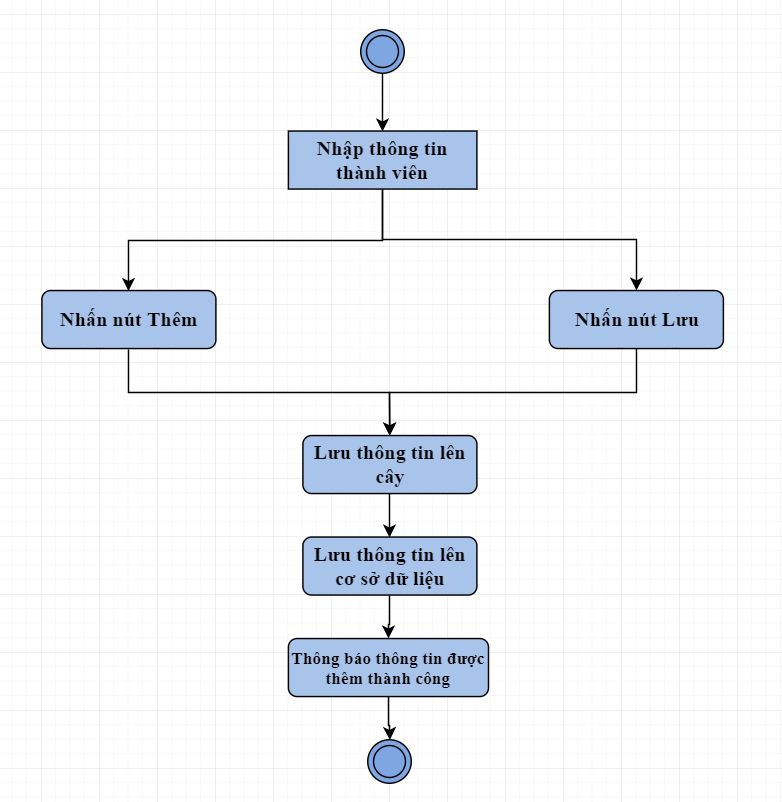 Nhập thông tin
thành viên
Nhấn nút Thêm
Nhấn nút Lưu
Lưu thông tin lên
cây
Lưu thông tin lên
cơ sở dữ liệu
Thông báo thông tin được
thêm thành công